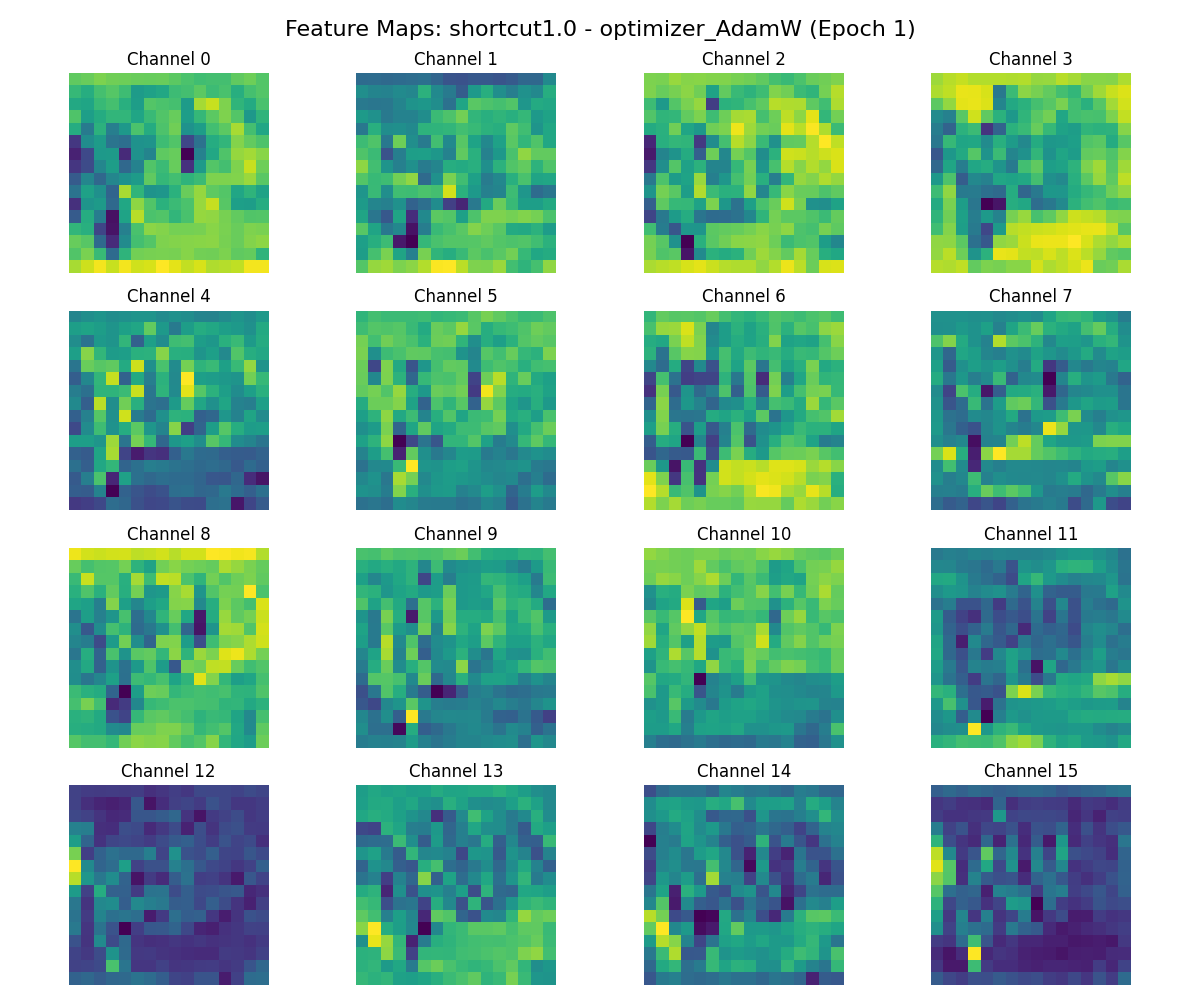 Feature Maps: shortcut1.0 - optimizer_AdamW (Epoch 1)
Channel 0 Channel 1 Channel 2 Channel 3
Channel 4 Channel 5 Channel 6 Channel 7
Channel 8 Channel 9 Channel 10 Channel 11
Channel 12 Channel 13 Channel 14 Channel 15